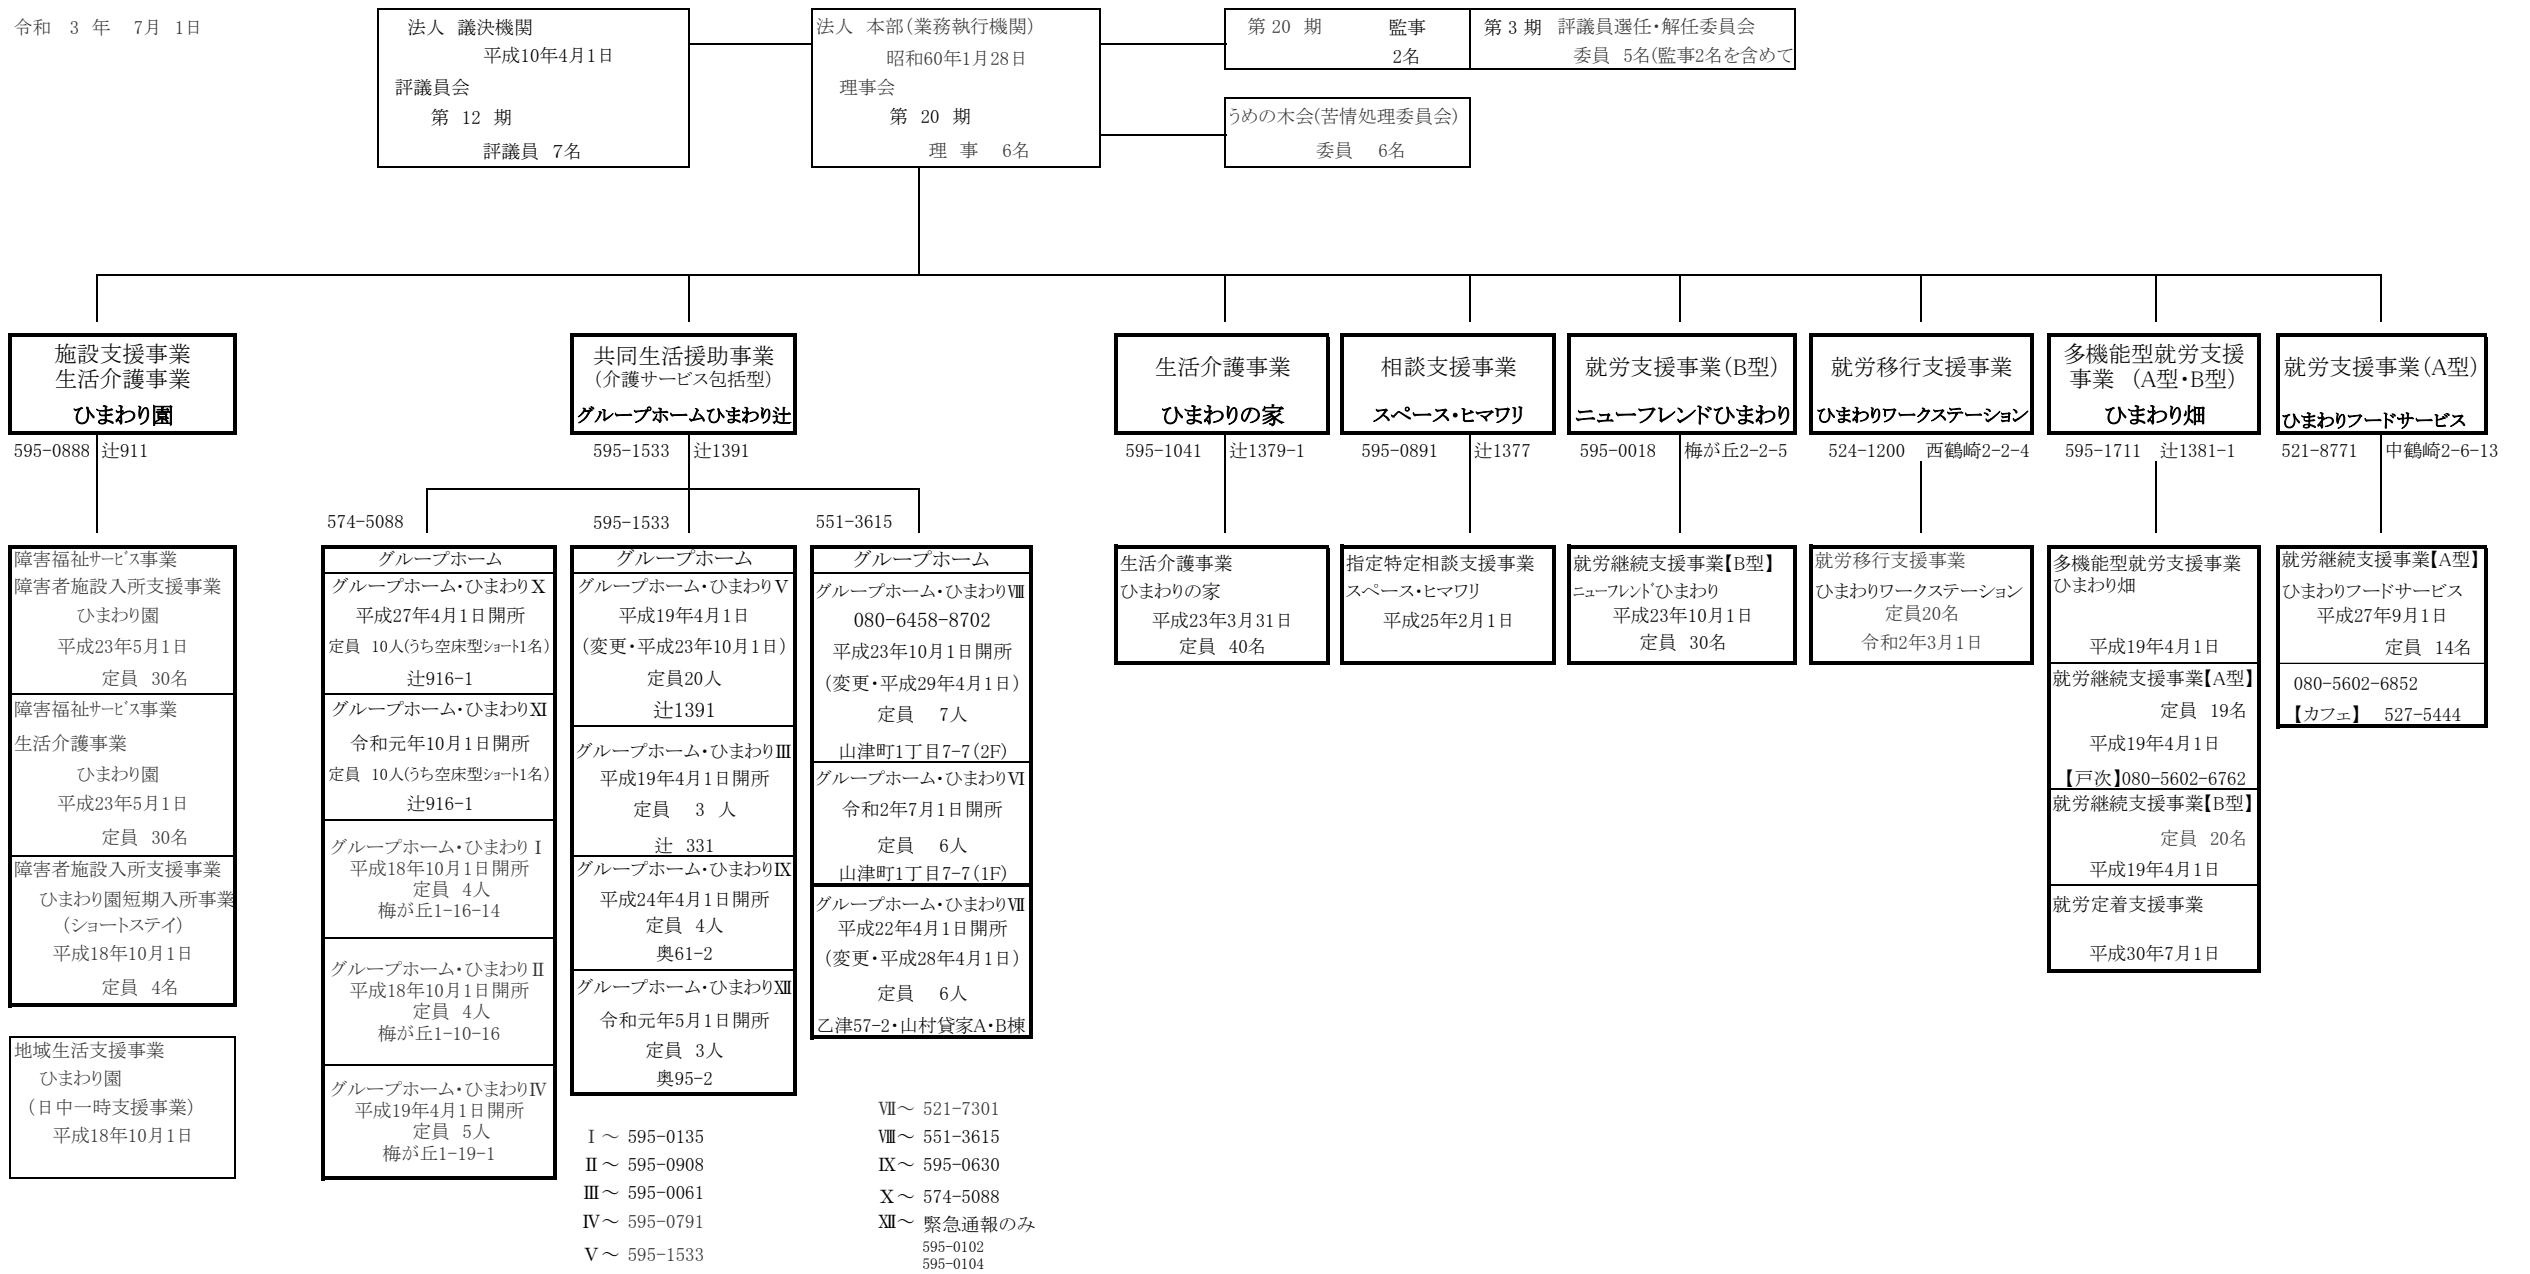 令和 3 年 7月 1日
法人 議決機関
平成10年4月1日
評議員会
第 12 期
評議員 7名
法人 本部(業務執行機関)
昭和60年1月28日
理事会
第 20 期
理 事 6名
第 20 期 監事
2名
第 3 期 評議員選任・解任委員会
委員 5名(監事2名を含めて
うめの木会(苦情処理委員会)
委員 6名
施設支援事業
生活介護事業
ひまわり園
595-0888 辻911
共同生活援助事業
(介護サービス包括型)
グループホームひまわり辻
595-1533 辻1391
生活介護事業
ひまわりの家
595-1041 辻1379-1
相談支援事業
スペース・ヒマワリ
595-0891 辻1377
就労支援事業(B型)
ニューフレンドひまわり
595-0018 梅が丘2-2-5
就労移行支援事業
ひまわりワークステーション
524-1200 西鶴崎2-2-4
多機能型就労支援
事業 (A型・B型)
ひまわり畑
595-1711 辻1381-1
就労支援事業(A型)
ひまわりフードサービス
521-8771 中鶴崎2-6-13
障害福祉サービス事業
障害者施設入所支援事業
ひまわり園
平成23年5月1日
定員 30名
障害福祉サービス事業
生活介護事業
ひまわり園
平成23年5月1日
定員 30名
障害者施設入所支援事業
ひまわり園短期入所事業
(ショートステイ)
平成18年10月1日
定員 4名
地域生活支援事業
ひまわり園
(日中一時支援事業)
平成18年10月1日
574-5088
グループホーム
グループホーム・ひまわりⅩ
平成27年4月1日開所
定員 10人(うち空床型ショート1名)
辻916-1
グループホーム・ひまわりⅪ
令和元年10月1日開所
定員 10人(うち空床型ショート1名)
辻916-1
グループホーム・ひまわりⅠ
平成18年10月1日開所
定員 4人
梅が丘1-16-14
グループホーム・ひまわりⅡ
平成18年10月1日開所
定員 4人
梅が丘1-10-16
グループホーム・ひまわりⅣ
平成19年4月1日開所
定員 5人
梅が丘1-19-1
595-1533
グループホーム
グループホーム・ひまわりⅤ
平成19年4月1日
(変更・平成23年10月1日)
定員20人
辻1391
グループホーム・ひまわりⅢ
平成19年4月1日開所
定員 3 人
辻 331
グループホーム・ひまわりⅨ
平成24年4月1日開所
定員 4人
奥61-2
グループホーム・ひまわりⅫ
令和元年5月1日開所
定員 3人
奥95-2
551-3615
グループホーム
グループホーム・ひまわりⅧ
080-6458-8702
平成23年10月1日開所
(変更・平成29年4月1日)
定員 7人
山津町1丁目7-7(2F)
グループホーム・ひまわりⅥ
令和2年7月1日開所
定員 6人
山津町1丁目7-7(1F)
グループホーム・ひまわりⅦ
平成22年4月1日開所
(変更・平成28年4月1日)
定員 6人
乙津57-2・山村貸家A・B棟
生活介護事業
ひまわりの家
平成23年3月31日
定員 40名
指定特定相談支援事業
スペース・ヒマワリ
平成25年2月1日
就労継続支援事業【B型】
ニューフレンドひまわり
平成23年10月1日
定員 30名
就労移行支援事業
ひまわりワークステーション
定員20名
令和2年3月1日
多機能型就労支援事業
ひまわり畑
平成19年4月1日
就労継続支援事業【A型】
定員 19名
平成19年4月1日
【戸次】080-5602-6762
就労継続支援事業【B型】
定員 20名
平成19年4月1日
就労定着支援事業
平成30年7月1日
就労継続支援事業【A型】
ひまわりフードサービス
平成27年9月1日
定員 14名
080-5602-6852
【カフェ】 527-5444
Ⅰ～ 595-0135
Ⅱ～ 595-0908
Ⅲ～ 595-0061
Ⅳ～ 595-0791
Ⅴ～ 595-1533
Ⅶ～ 521-7301
Ⅷ～ 551-3615
Ⅸ～ 595-0630
Ⅹ～ 574-5088
Ⅻ～ 緊急通報のみ
595-0102
595-0104